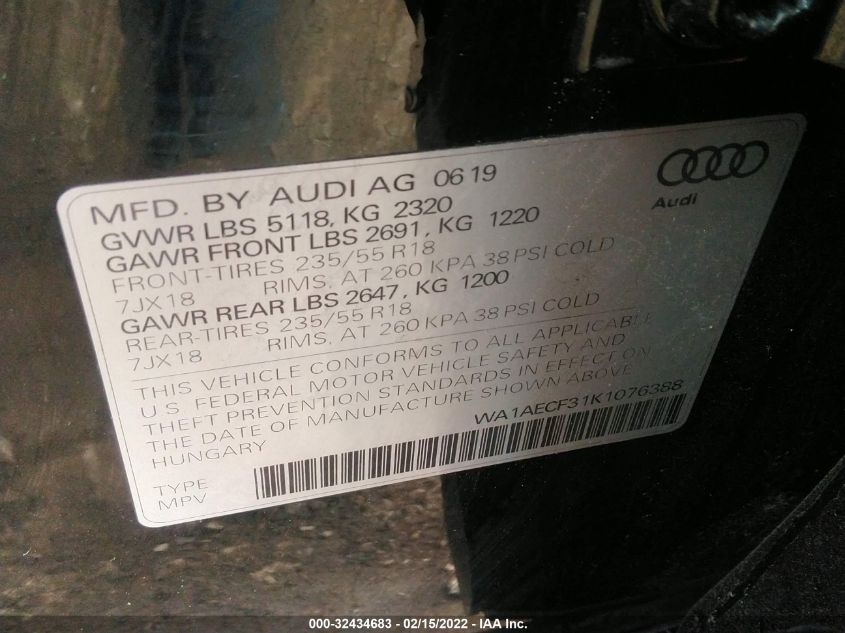 MFD. BY AUDI AG 0619
Audi
GVWR LBS 5118, KG 2320
GAWR FRONT LBS 2691, KG 1220
FRONT-TIRES 235/55 R18
7JX18 RIMS, AT 260 KPA 38 PSI COLD
GAWR REAR LBS 2647, KG 1200
REAR-TIRES 235/55 R18
7JX18 RIMS, AT 260 KPA 38 PSI COLD
THIS VEHICLE CONFORMS TO ALL APPLICABLE
U.S. FEDERAL MOTOR VEHICLE SAFETY AND
THEFT PREVENTION STANDARDS IN EFFECT ON
THE DATE OF MANUFACTURE SHOWN ABOVE
HUNGARY
WA1AECF31K1076388
TYPE
MPV
000-32434683 - 02/15/2022 - IAA Inc.